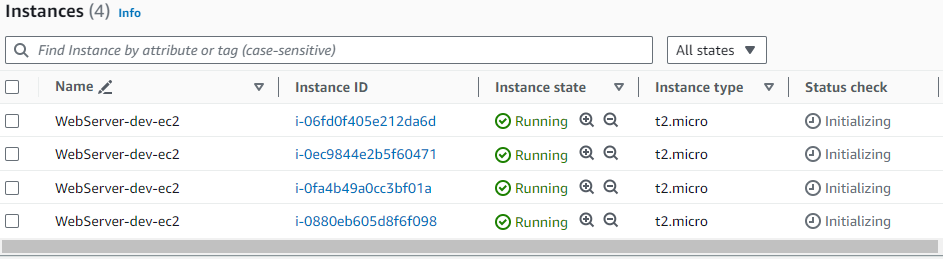 Instances (4) Info
Find Instance by attribute or tag (case-sensitive) All states
Name Instance ID Instance state Instance type Status check
WebServer-dev-ec2 i-06fd0f405e212da6d Running t2.micro Initializing
WebServer-dev-ec2 i-0ec9844e2b5f60471 Running t2.micro Initializing
WebServer-dev-ec2 i-0fa4b49a0cc3bf01a Running t2.micro Initializing
WebServer-dev-ec2 i-0880eb605d8f6f098 Running t2.micro Initializing